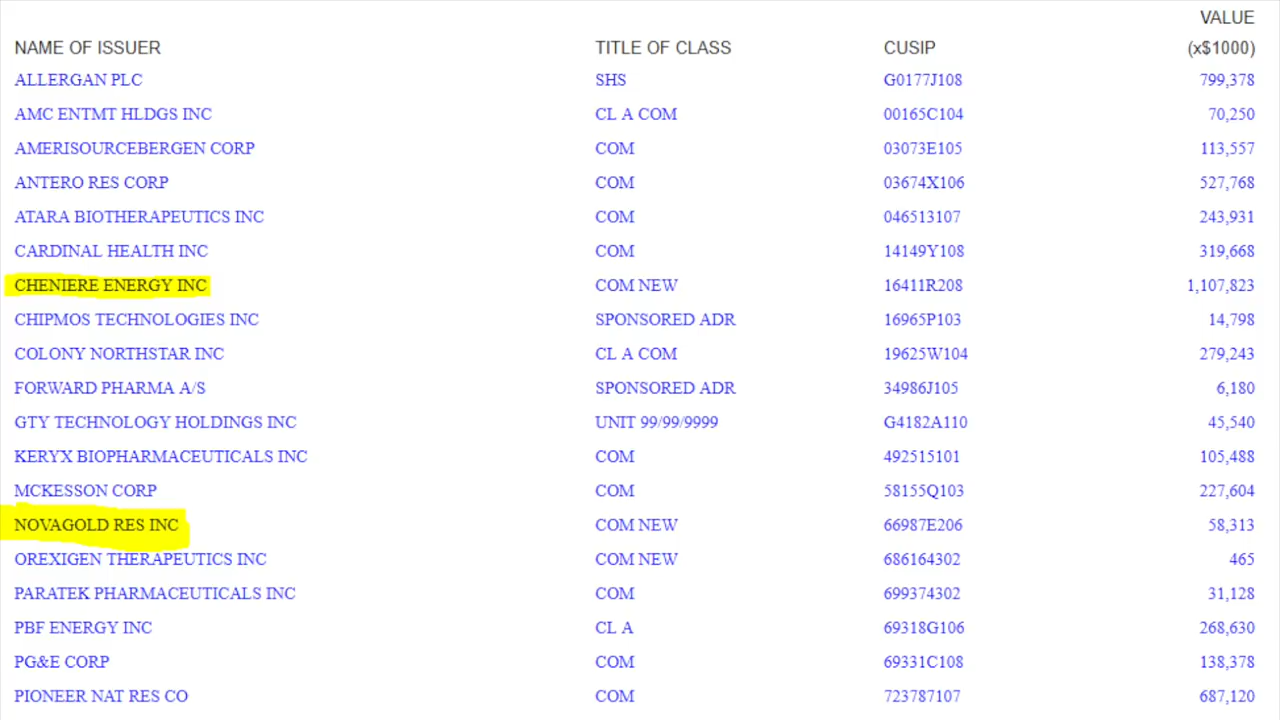 VALUE
NAME OF ISSUER TITLE OF CLASS CUSIP (x$1000)
ALLERGAN PLC SHS G0177J108 799,378
AMC ENTMT HLDGS INC CL A COM 00165C104 70,250
AMERISOURCEBERGEN CORP COM 03073E105 113,557
ANTERO RES CORP COM 03674X106 527,768
ATARA BIOTHERAPEUTICS INC COM 046513107 243,931
CARDINAL HEALTH INC COM 14149Y108 319,668
CHENIERE ENERGY INC COM NEW 16411R208 1,107,823
CHIPMOS TECHNOLOGIES INC SPONSORED ADR 16965P103 14,798
COLONY NORTHSTAR INC CL A COM 19625W104 279,243
FORWARD PHARMA A/S SPONSORED ADR 34986J105 6,180
GTY TECHNOLOGY HOLDINGS INC UNIT 99/99/9999 G4182A110 45,540
KERYX BIOPHARMACEUTICALS INC COM 492515101 105,488
MCKESSON CORP COM 58155Q103 227,604
NOVAGOLD RES INC COM NEW 66987E206 58,313
OREXIGEN THERAPEUTICS INC COM NEW 686164302 465
PARATEK PHARMACEUTICALS INC COM 699374302 31,128
PBF ENERGY INC CL A 69318G106 268,630
PG&E CORP COM 69331C108 138,378
PIONEER NAT RES CO COM 723787107 687,120